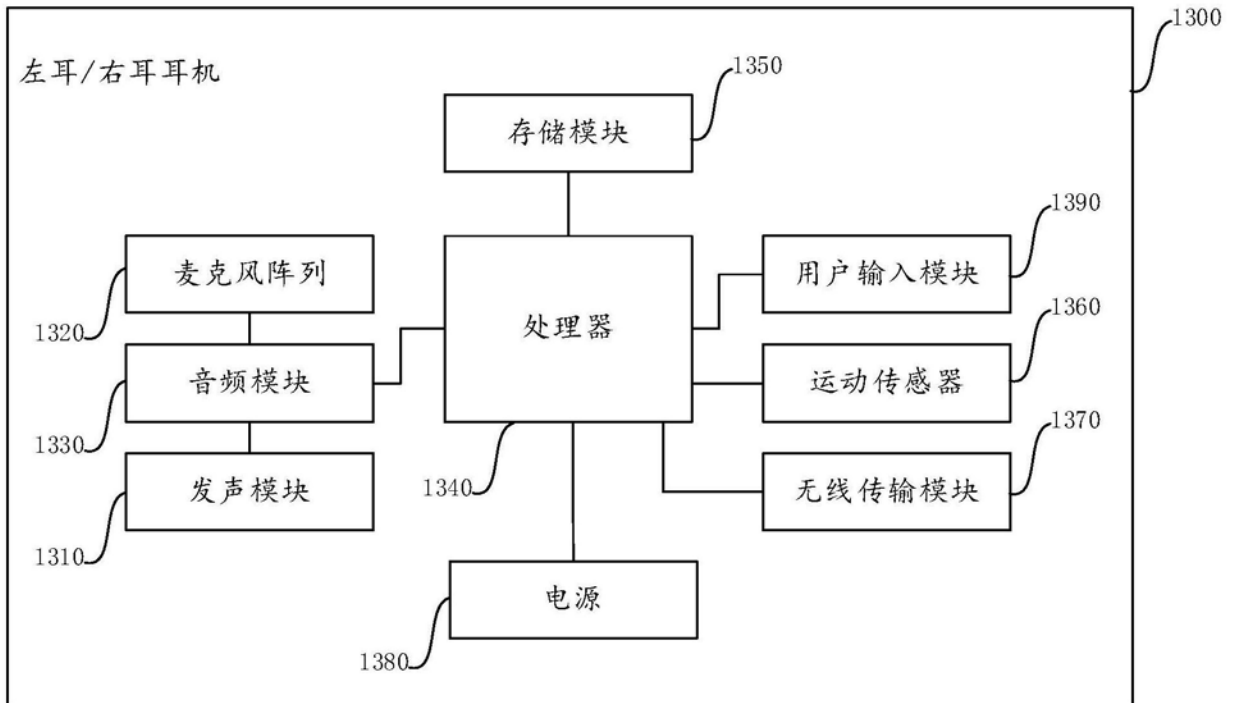 1300
左耳/右耳耳机
1350
存储模块
1390
麦克风阵列
用户输入模块
1320
处理器
1360
音频模块
运动传感器
1330
1370
发声模块
1340
无线传输模块
1310
电源
1380